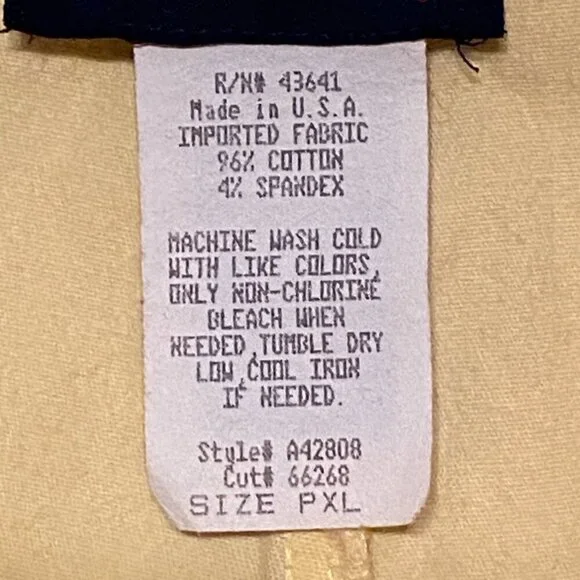 R/N# 43641
Made in U.S.A.
IMPORTED FABRIC
96% COTTON
4% SPANDEX
MACHINE WASH COLD
WITH LIKE COLORS,
ONLY NON-CHLORINE
BLEACH WHEN
NEEDED,TUMBLE DRY
LOW,COOL IRON
IF NEEDED.
Style# A42808
Cut# 66268
SIZE PXL